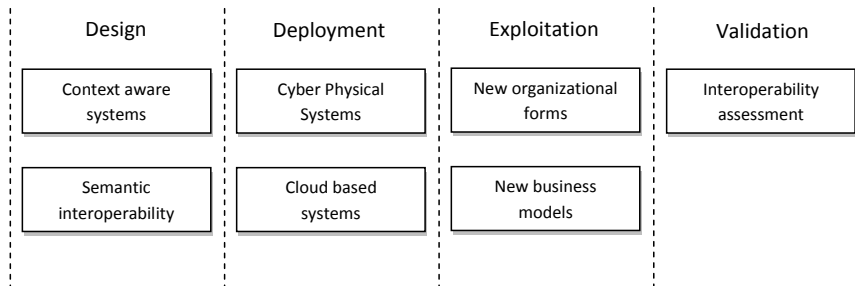 Design
Deployment
Exploitation
Validation
Context aware
systems
Cyber Physical
Systems
New organizational
forms
Interoperability
assessment
Semantic
interoperability
Cloud based
systems
New business
models